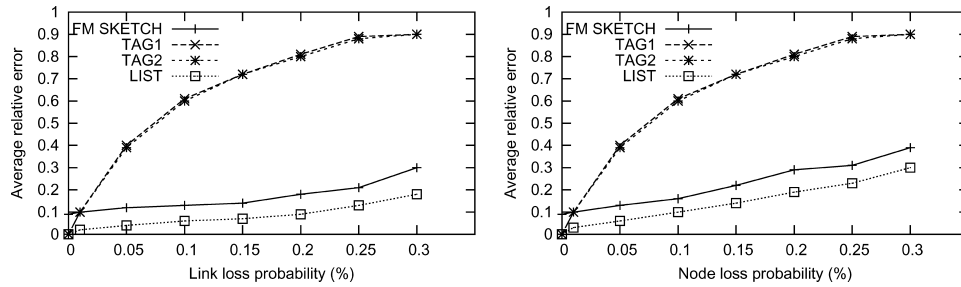 Average relative error
1
0.9
0.8
0.7
0.6
0.5
0.4
0.3
0.2
0.1
0
FM SKETCH
TAG1
TAG2
LIST
0 0.05 0.1 0.15 0.2 0.25 0.3
Link loss probability (%)
Average relative error
1
0.9
0.8
0.7
0.6
0.5
0.4
0.3
0.2
0.1
0
FM SKETCH
TAG1
TAG2
LIST
0 0.05 0.1 0.15 0.2 0.25 0.3
Node loss probability (%)